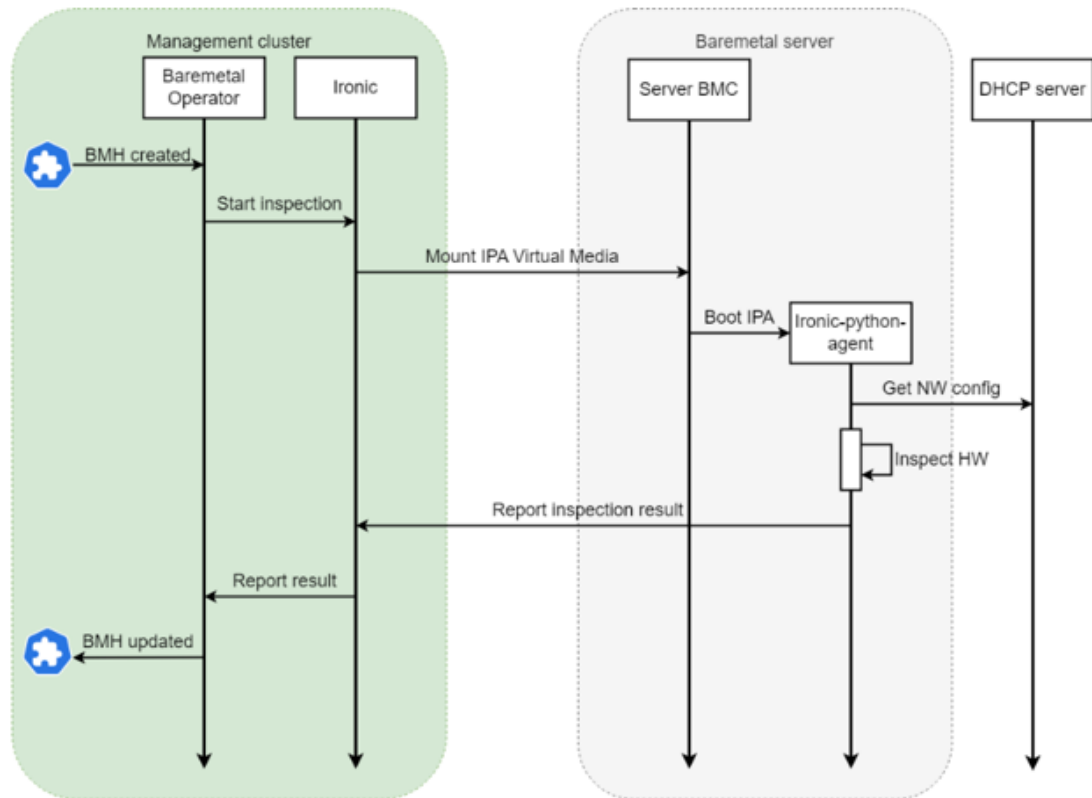 Management cluster
Baremetal server
Baremetal
Operator
Ironic
Server BMC
DHCP server
BMH created
Start inspection
Mount IPA Virtual Media
Boot IPA
Ironic-python-
agent
Get NW config
Inspect HW
Report inspection result
Report result
BMH updated